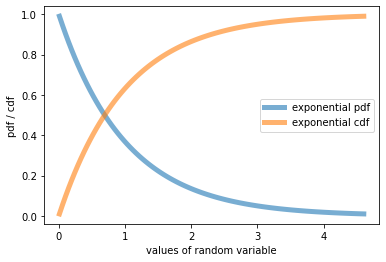 1.0
0.8
0.6
0.4
0.2
0.0
pdf / cdf
exponential pdf
exponential cdf
0 1 2 3 4
values of random variable